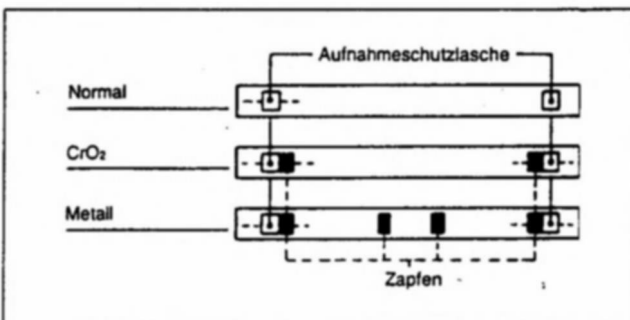 Aufnahmeschutzlasche
Normal
CrO₂
Metall
Zapfen